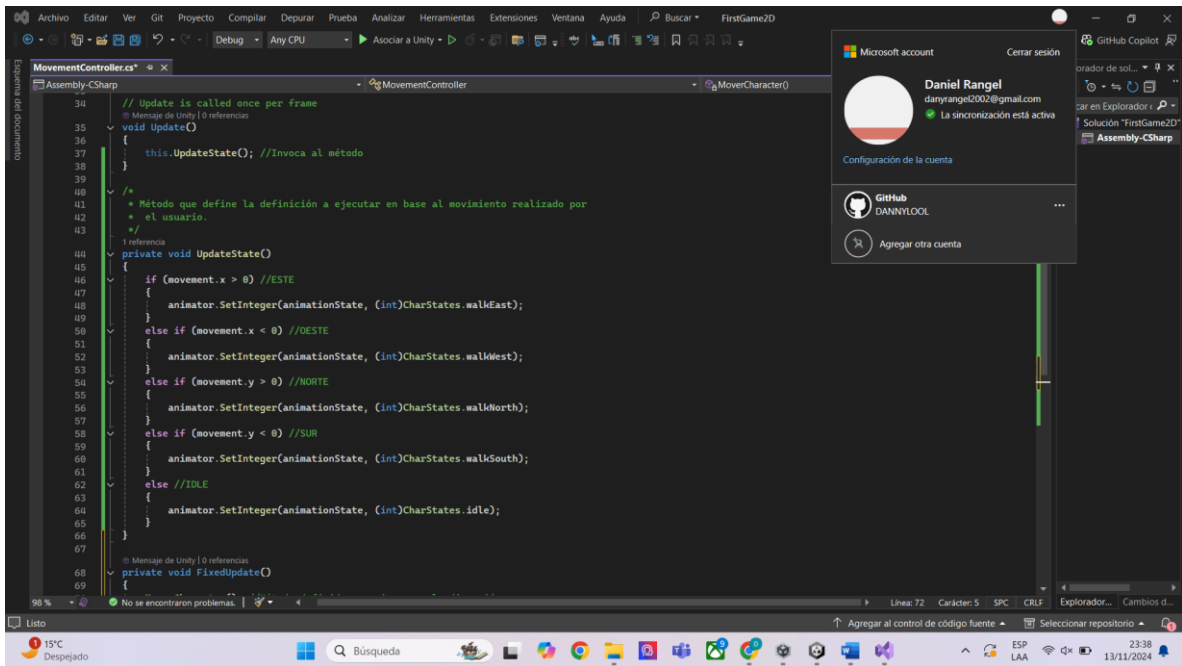 Archivo Editar Ver Git Proyecto Compilar Depurar Prueba Analizar Herramientas Extensiones Ventana Ayuda Buscar FirstGame2D
Debug Any CPU Asociar a Unity GitHub Copilot
MovementController.cs*
Assembly-CSharp MovementController MoverCharacter()
Esquema del documento
34 // Update is called once per frame
Mensaje de Unity | 0 referencias
35 void Update()
36 {
37 this.UpdateState(); //Invoca al método
38 }
39
40 /*
41 * Método que define la definición a ejecutar en base al movimiento realizado por
42 * el usuario.
43 */
1 referencia
44 private void UpdateState()
45 {
46 if (movement.x > 0) //ESTE
47 {
48 animator.SetInteger(animationState, (int)CharStates.walkEast);
49 }
50 else if (movement.x < 0) //OESTE
51 {
52 animator.SetInteger(animationState, (int)CharStates.walkWest);
53 }
54 else if (movement.y > 0) //NORTE
55 {
56 animator.SetInteger(animationState, (int)CharStates.walkNorth);
57 }
58 else if (movement.y < 0) //SUR
59 {
60 animator.SetInteger(animationState, (int)CharStates.walkSouth);
61 }
62 else //IDLE
63 {
64 animator.SetInteger(animationState, (int)CharStates.idle);
65 }
66 }
67
Mensaje de Unity | 0 referencias
68 private void FixedUpdate()
69 {
Microsoft account Cerrar sesión
Daniel Rangel
danyrangel2002@gmail.com
La sincronización está activa
Configuración de la cuenta
GitHub
DANNYLOOL
Agregar otra cuenta
orador de sol...
car en Explorador
Solución "FirstGame2D"
Assembly-CSharp
98 % No se encontraron problemas. Línea: 72 Carácter: 5 SPC CRLF Explorador... Cambios d...
Listo Agregar al control de código fuente Seleccionar repositorio
1 15°C
Despejado
Búsqueda
9
ESP
LAA
23:38
13/11/2024